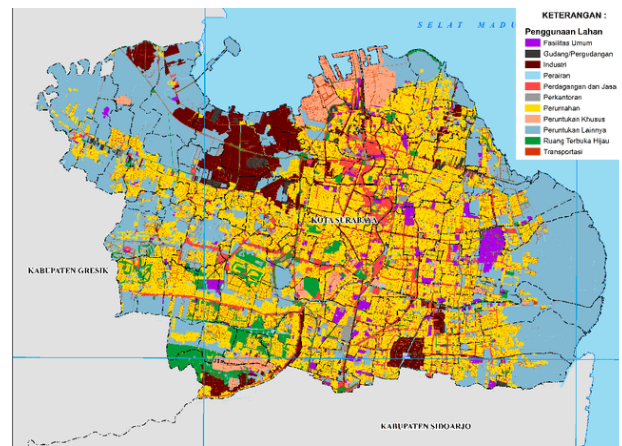 SELAT MADU
KETERANGAN :
Penggunaan Lahan
Fasilitas Umum
Gudang/Pergudangan
Industri
Perairan
Perdagangan dan Jasa
Perkantoran
Perumahan
Peruntukan Khusus
Peruntukan Lainnya
Ruang Terbuka Hijau
Transportasi
KOTA SURABAYA
KABUPATEN GRESIK
KABUPATEN SIDOARJO